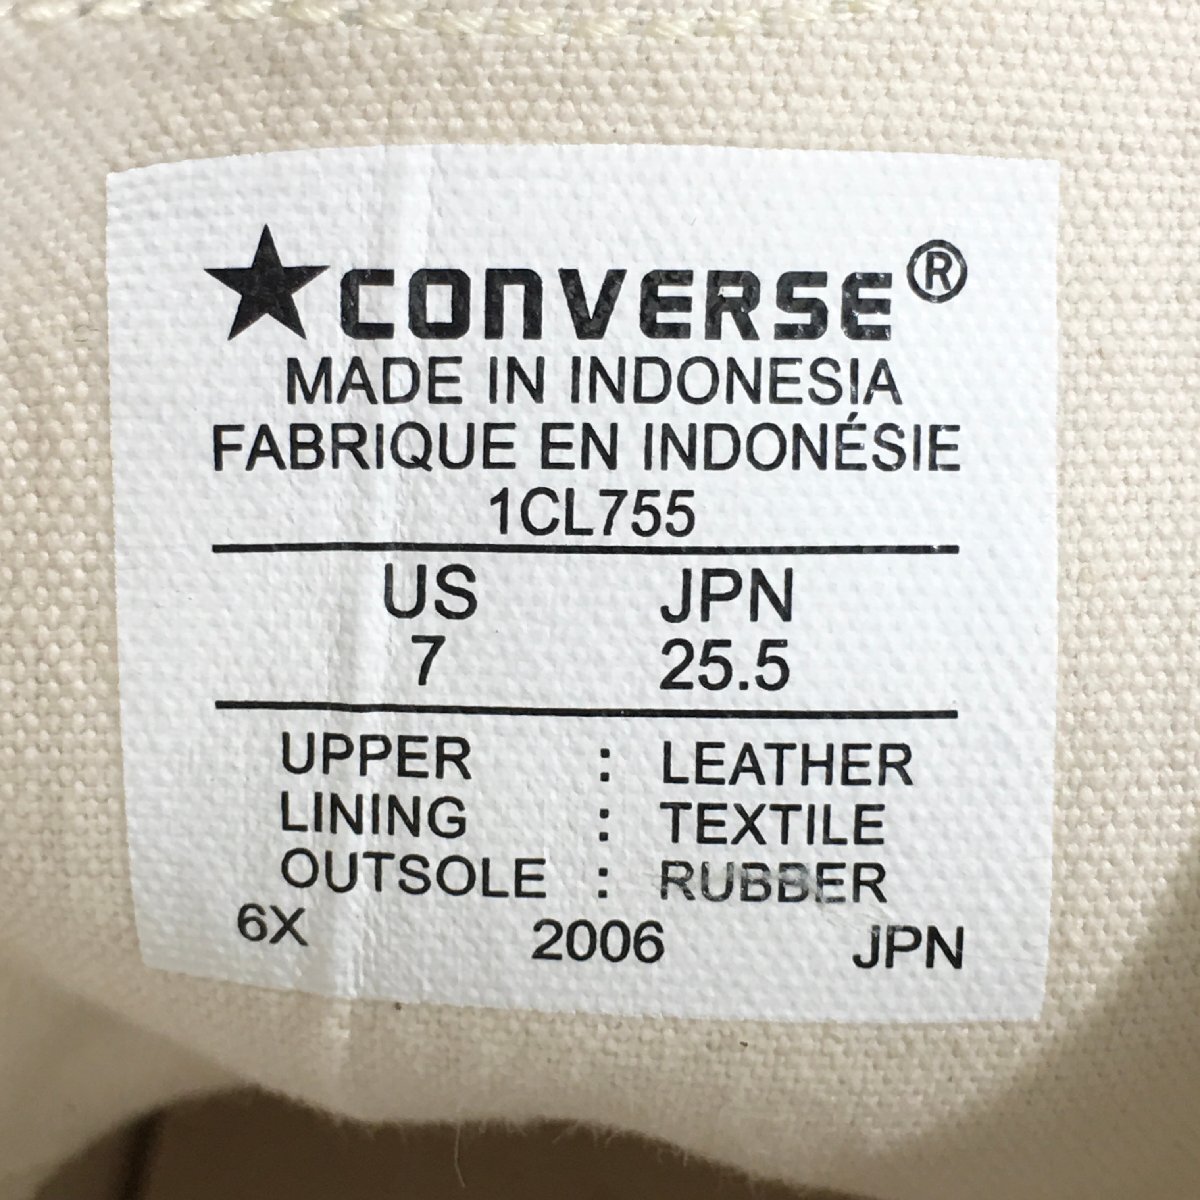 ★CONVERSE®
MADE IN INDONESIA
FABRIQUE EN INDONÉSIE
1CL755
US JPN
7 25.5
UPPER : LEATHER
LINING : TEXTILE
OUTSOLE : RUBBER
6X 2006 JPN